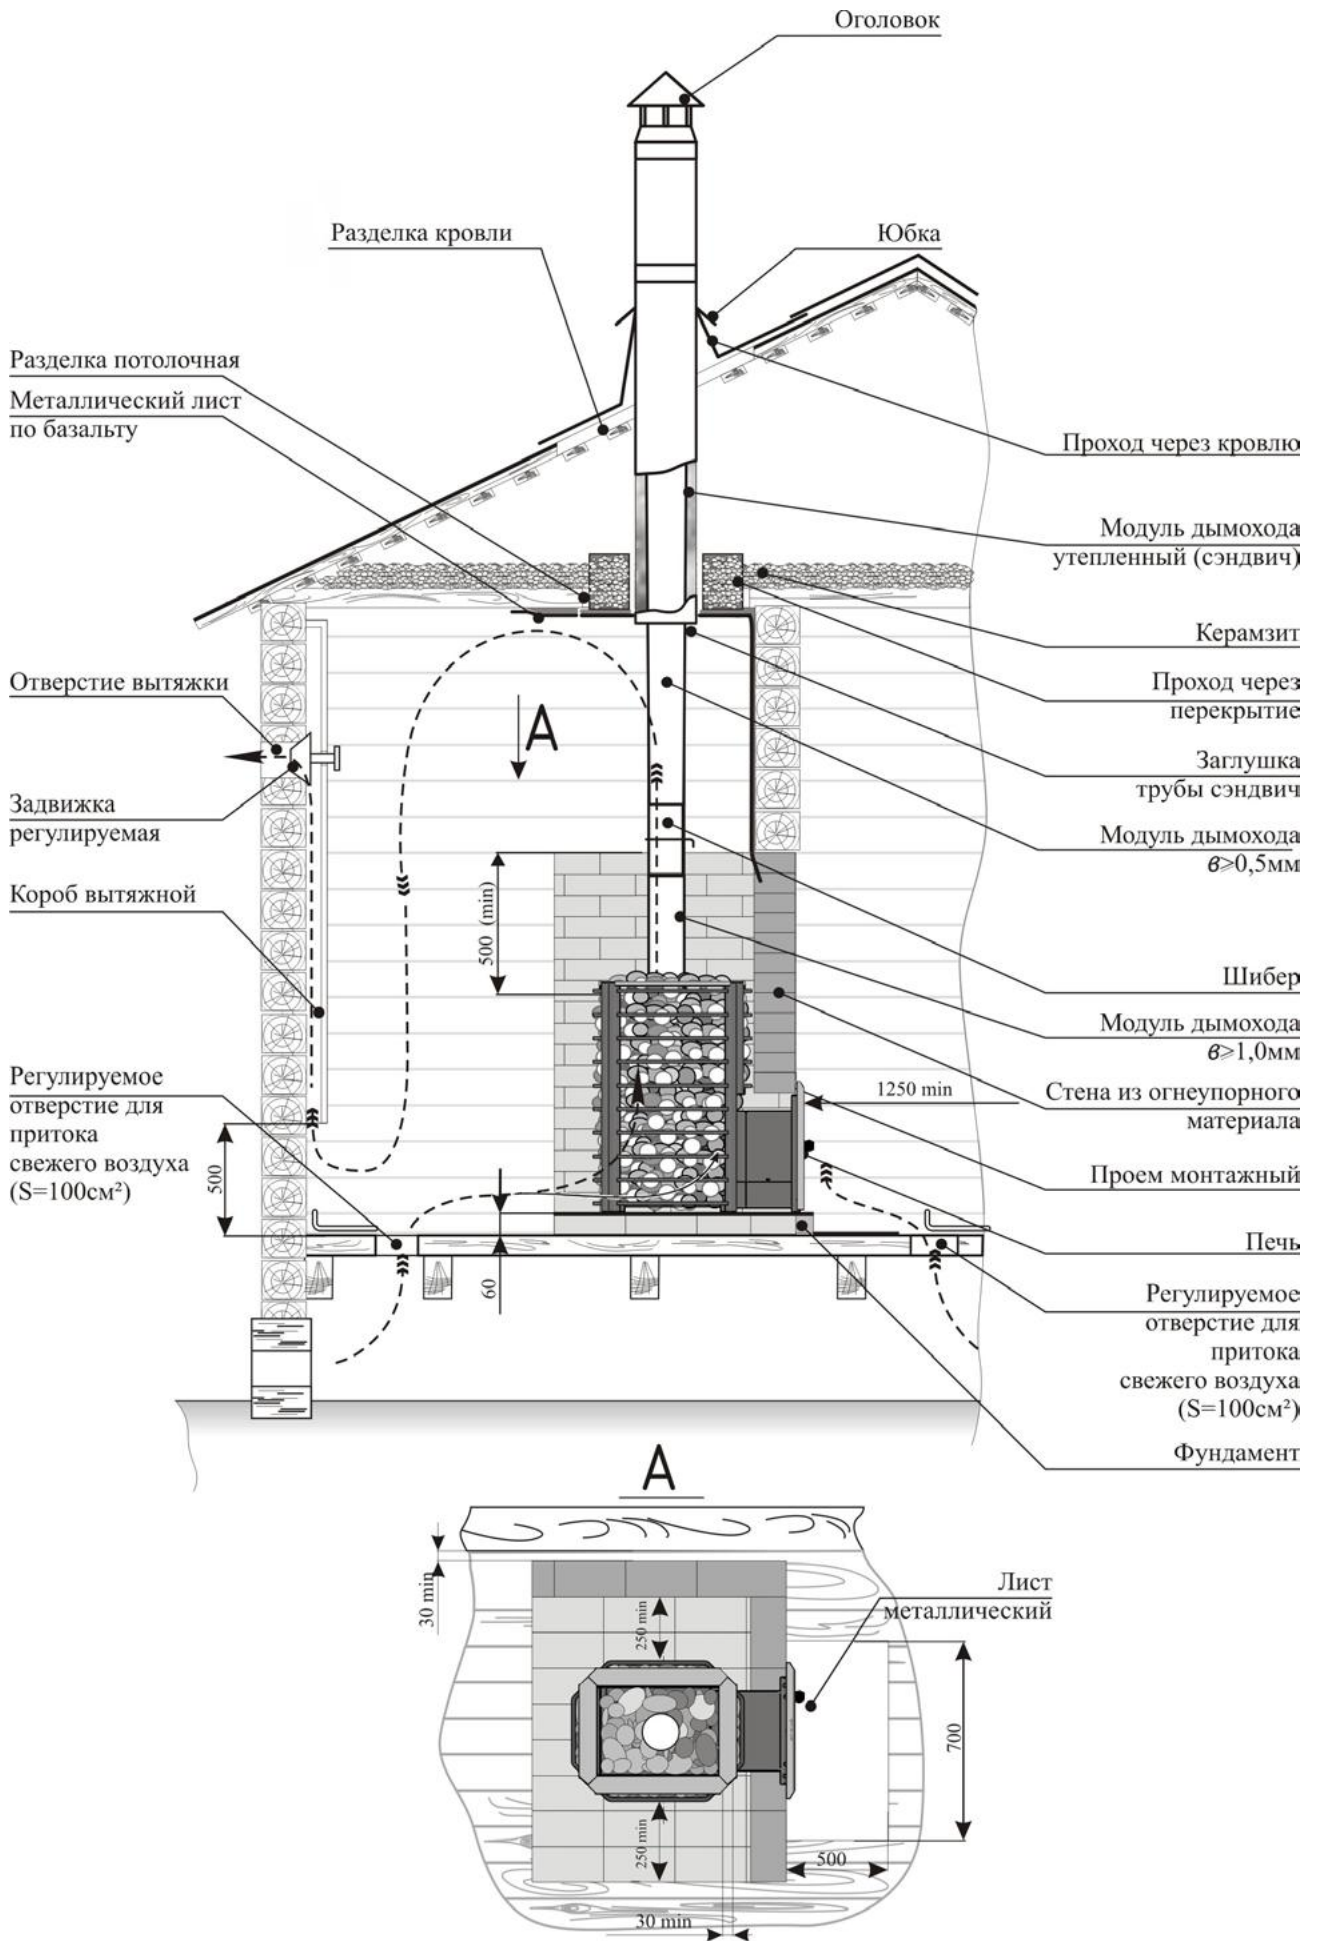 Оголовок
Разделка кровли
Юбка
Разделка потолочная
Металлический лист
по базальту
Проход через кровлю
Модуль дымохода
утепленный (сэндвич)
Керамзит
Отверстие вытяжки
А
Проход через
перекрытие
Заглушка
трубы сэндвич
Задвижка
регулируемая
Модуль дымохода
в⩾0,5мм
Короб вытяжной
500 (min)
Шибер
Модуль дымохода
в⩾1,0мм
Регулируемое
отверстие для
притока
свежего воздуха
(S=100см²)
500
1250 min
Стена из огнеупорного
материала
Проем монтажный
Печь
60
Регулируемое
отверстие для
притока
свежего воздуха
(S=100см²)
Фундамент
А
30 min
250 min
Лист
металлический
700
250 min
500
30 min